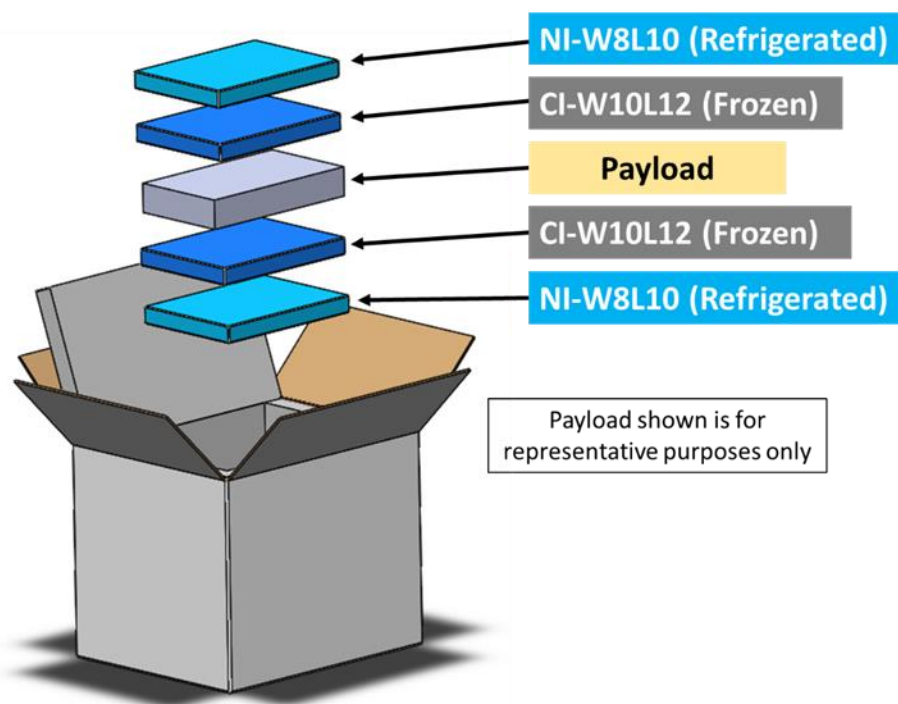 NI-W8L10 (Refrigerated)
CI-W10L12 (Frozen)
Payload
CI-W10L12 (Frozen)
NI-W8L10 (Refrigerated)
Payload shown is for
representative purposes only